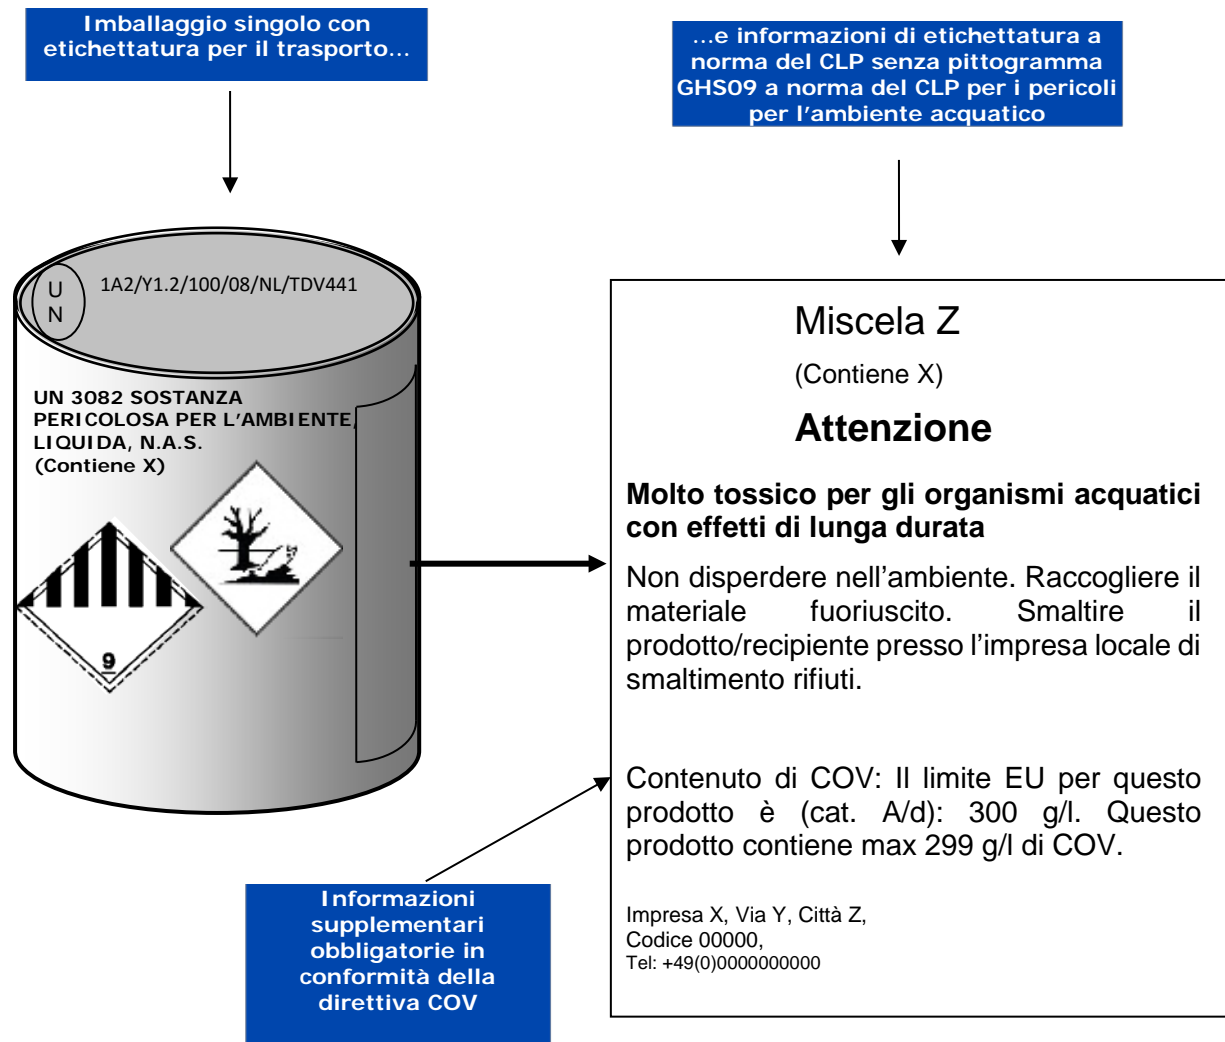 Imballaggio singolo con
etichettatura per il trasporto...
...e informazioni di etichettatura a
norma del CLP senza pittogramma
GHS09 a norma del CLP per i pericoli
per l'ambiente acquatico
U
N
1A2/Y1.2/100/08/NL/TDV441
UN 3082 SOSTANZA
PERICOLOSA PER L'AMBIENTE,
LIQUIDA, N.A.S.
(Contiene X)
9
Miscela Z
(Contiene X)
Attenzione
Molto tossico per gli organismi acquatici
con effetti di lunga durata
Non disperdere nell'ambiente. Raccogliere il
materiale fuoriuscito. Smaltire il
prodotto/recipiente presso l'impresa locale di
smaltimento rifiuti.
Contenuto di COV: Il limite EU per questo
prodotto è (cat. A/d): 300 g/l. Questo
prodotto contiene max 299 g/l di COV.
Impresa X, Via Y, Città Z,
Codice 00000,
Tel: +49(0)0000000000
Informazioni
supplementari
obbligatorie in
conformità della
direttiva COV